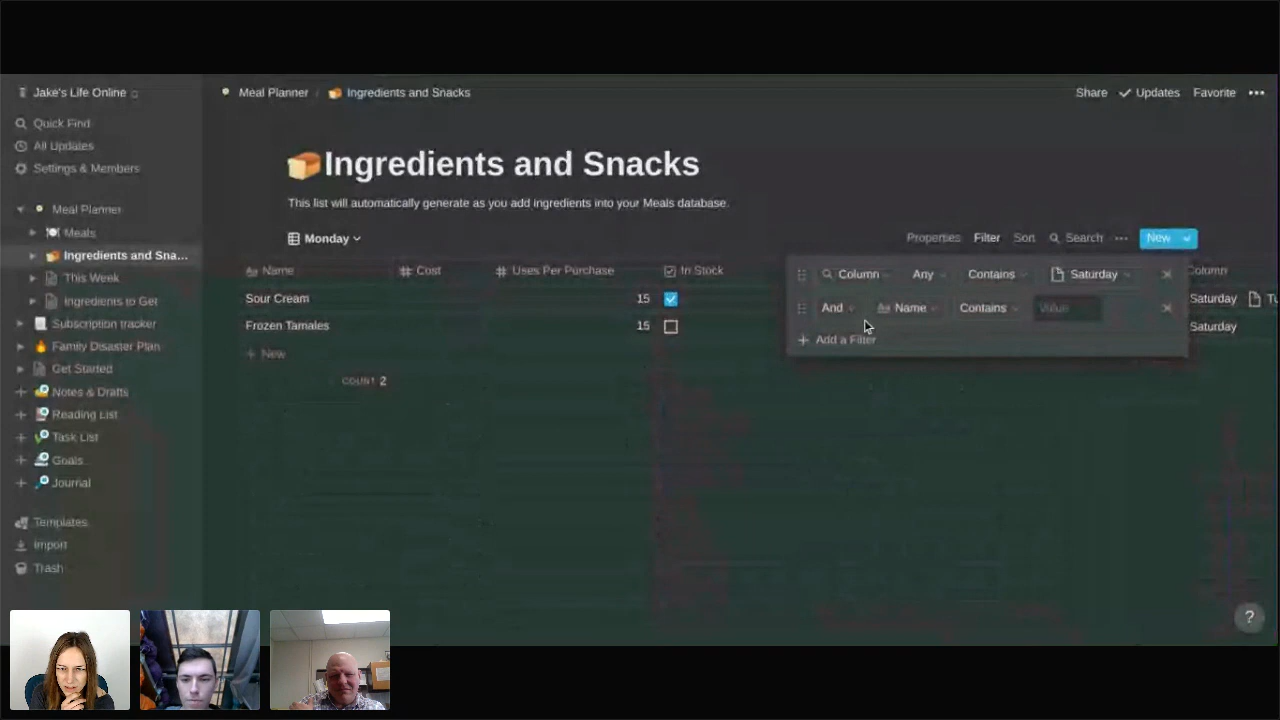 Jake's Life Online
Meal Planner / Ingredients and Snacks
Share Updates Favorite
Quick Find
All Updates
Settings & Members
Meal Planner
Meals
Ingredients and Sna...
This Week
Ingredients to Get
Subscription tracker
Family Disaster Plan
Get Started
Notes & Drafts
Reading List
Task List
Goals
Journal
Templates
Import
Trash
Ingredients and Snacks
This list will automatically generate as you add ingredients into your Meals database.
Monday
Properties Filter Sort Search New
Aa Name # Cost # Uses Per Purchase In Stock Column
Sour Cream 15 Saturday
Frozen Tamales 15 Saturday
+ New
COUNT 2
Column Any Contains Saturday
And Aa Name Contains Value
+ Add a Filter
?